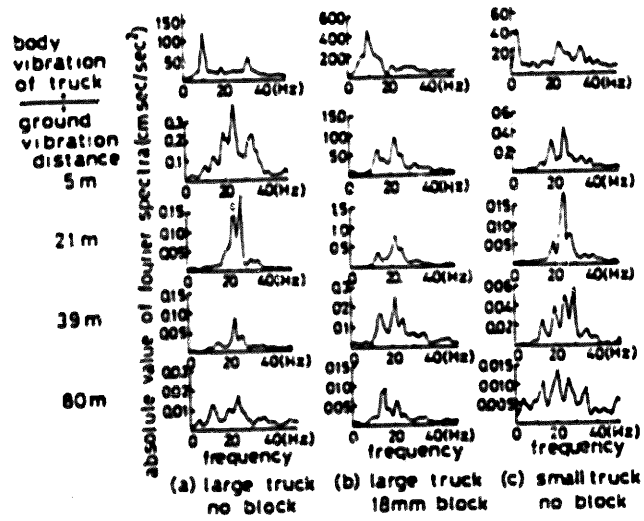 body
vibration
of truck
ground
vibration
distance
5m
21m
39m
80m
absolute value of fourier spectra (cmsec/sec²)
150
100
50
0 20 40(Hz)
600
400
200
0 20 40(Hz)
60
40
20
0 20 40(Hz)
0.3
0.2
0.1
0 20 40(Hz)
150
100
50
0 20 40(Hz)
0.6
0.4
0.2
0 20 40(Hz)
0.15
0.10
0.05
0 20 40(Hz)
1.5
1.0
0.5
0 20 40(Hz)
0.15
0.10
0.05
0 20 40(Hz)
0.15
0.10
0.05
0 20 40(Hz)
0.3
0.2
0.1
0 20 40(Hz)
0.06
0.04
0.02
0 20 40(Hz)
0.03
0.02
0.01
0 20 40(Hz)
0.15
0.10
0.05
0 20 40(Hz)
0.015
0.010
0.005
0 20 40(Hz)
frequency
frequency
frequency
(a) large truck
no block
(b) large truck
18mm block
(c) small truck
no block